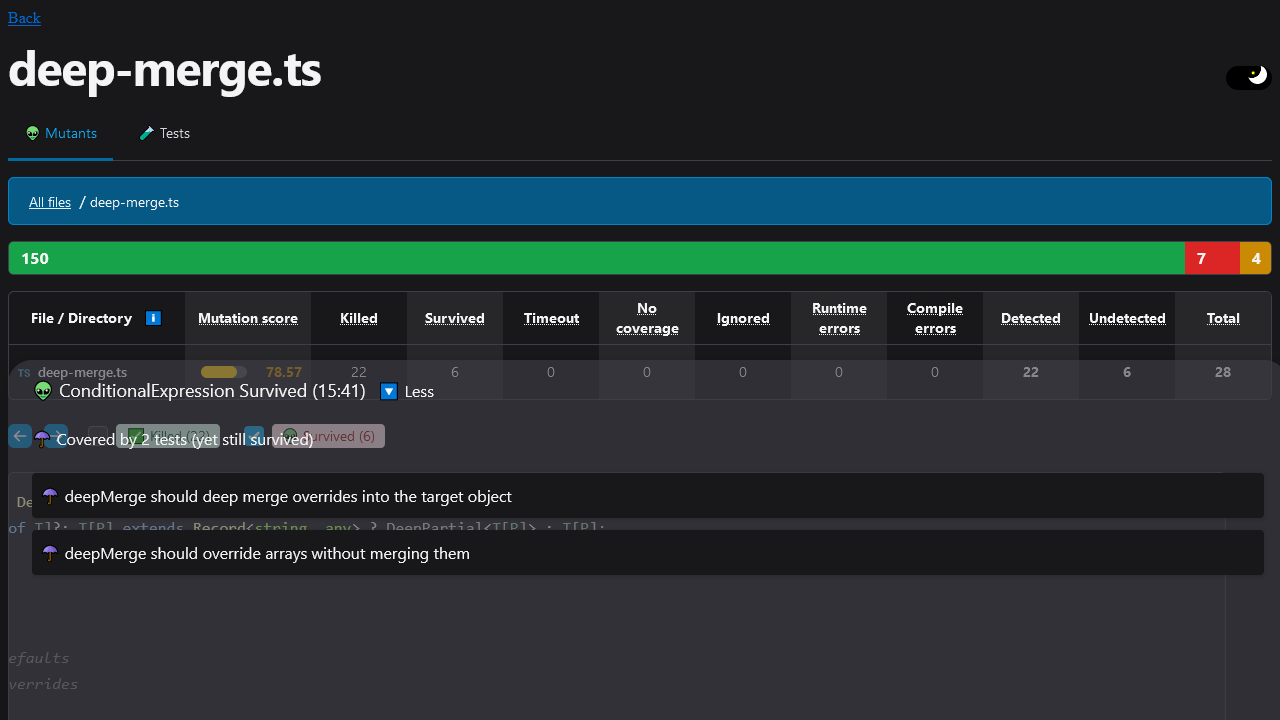 Back
deep-merge.ts
👽 Mutants
🧪 Tests
All files / deep-merge.ts
150 7 4
File / Directory ℹ Mutation score Killed Survived Timeout No coverage Ignored Runtime errors Compile errors Detected Undetected Total
TS deep-merge.ts 78.57 22 6 0 0 0 0 0 22 6 28
👽 ConditionalExpression Survived (15:41) 🔽 Less
Killed (22) Survived (6)
☂ Covered by 2 tests (yet still survived)
☂ deepMerge should deep merge overrides into the target object
De
of T]?: T[P] extends Record<string, any> ? DeepPartial<T[P]> : T[P];
☂ deepMerge should override arrays without merging them
efaults
verrides